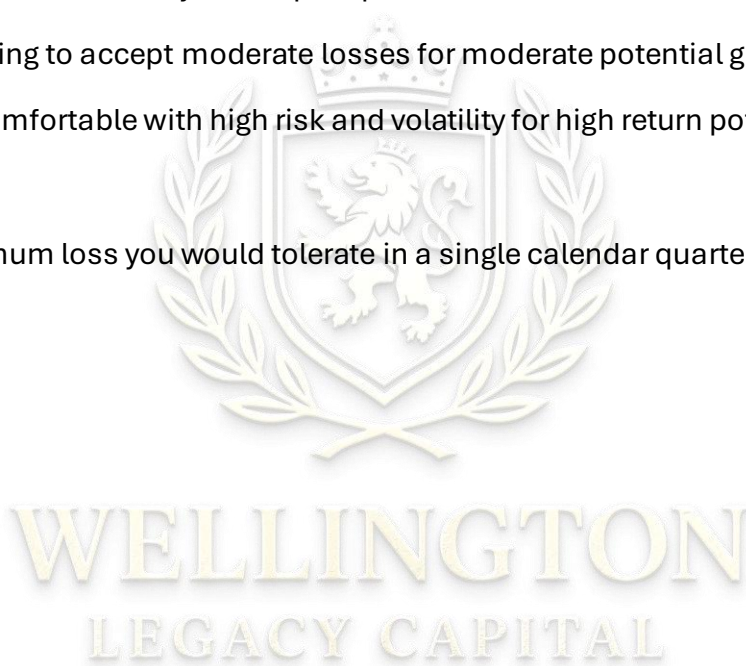 ing to accept moderate losses for moderate potential g
mfortable with high risk and volatility for high return po
num loss you would tolerate in a single calendar quarte
WELLINGTON
LEGACY CAPITAL